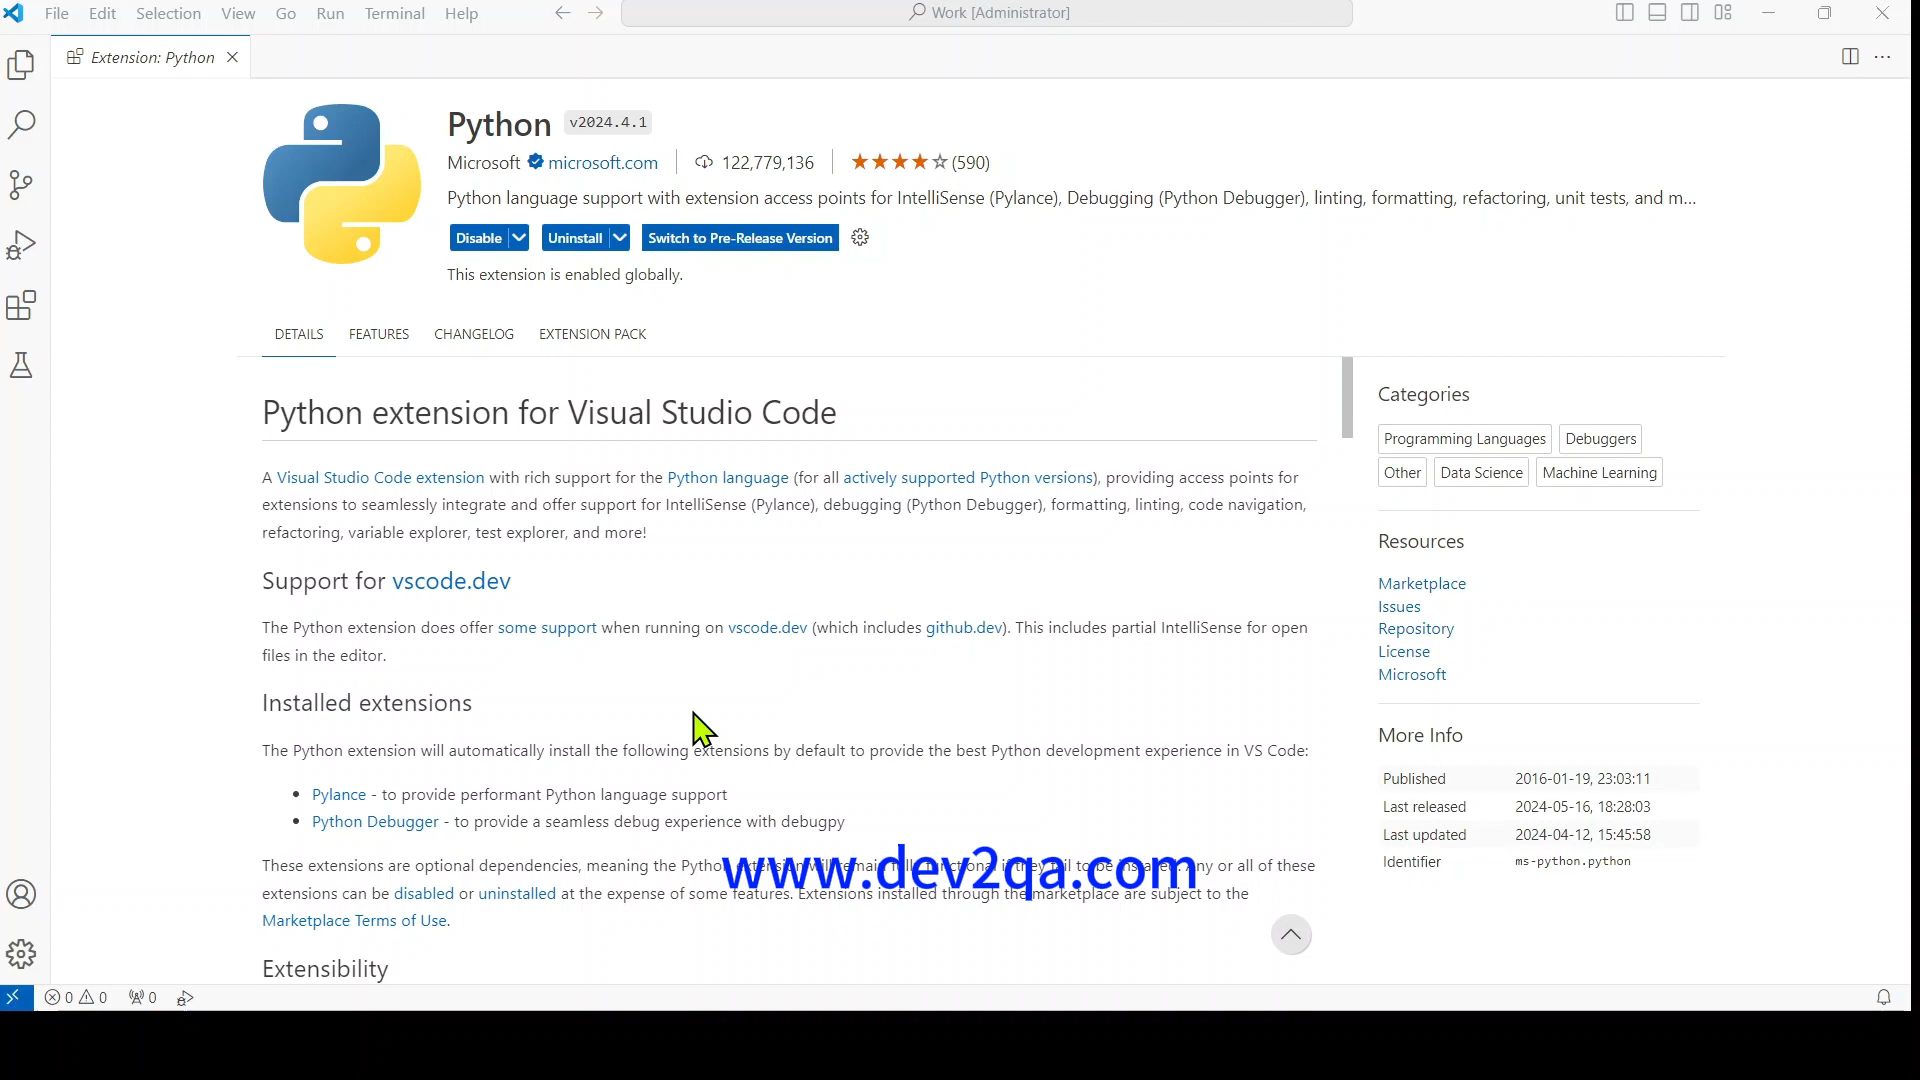 File Edit Selection View Go Run Terminal Help
Work [Administrator]
Extension: Python
Python v2024.4.1
Microsoft microsoft.com 122,779,136 (590)
Python language support with extension access points for IntelliSense (Pylance), Debugging (Python Debugger), linting, formatting, refactoring, unit tests, and m...
Disable Uninstall Switch to Pre-Release Version
This extension is enabled globally.
DETAILS FEATURES CHANGELOG EXTENSION PACK
Python extension for Visual Studio Code
A Visual Studio Code extension with rich support for the Python language (for all actively supported Python versions), providing access points for
extensions to seamlessly integrate and offer support for IntelliSense (Pylance), debugging (Python Debugger), formatting, linting, code navigation,
refactoring, variable explorer, test explorer, and more!
Support for vscode.dev
The Python extension does offer some support when running on vscode.dev (which includes github.dev). This includes partial IntelliSense for open
files in the editor.
Installed extensions
The Python extension will automatically install the following extensions by default to provide the best Python development experience in VS Code:
Pylance - to provide performant Python language support
Python Debugger - to provide a seamless debug experience with debugpy
These extensions are optional dependencies, meaning the Python extension will remain fully functional if they fail to be installed. Any or all of these
extensions can be disabled or uninstalled at the expense of some features. Extensions installed through the marketplace are subject to the
Marketplace Terms of Use.
www.dev2qa.com
Extensibility
Categories
Programming Languages Debuggers
Other Data Science Machine Learning
Resources
Marketplace
Issues
Repository
License
Microsoft
More Info
Published 2016-01-19, 23:03:11
Last released 2024-05-16, 18:28:03
Last updated 2024-04-12, 15:45:58
Identifier ms-python.python
0 0 0